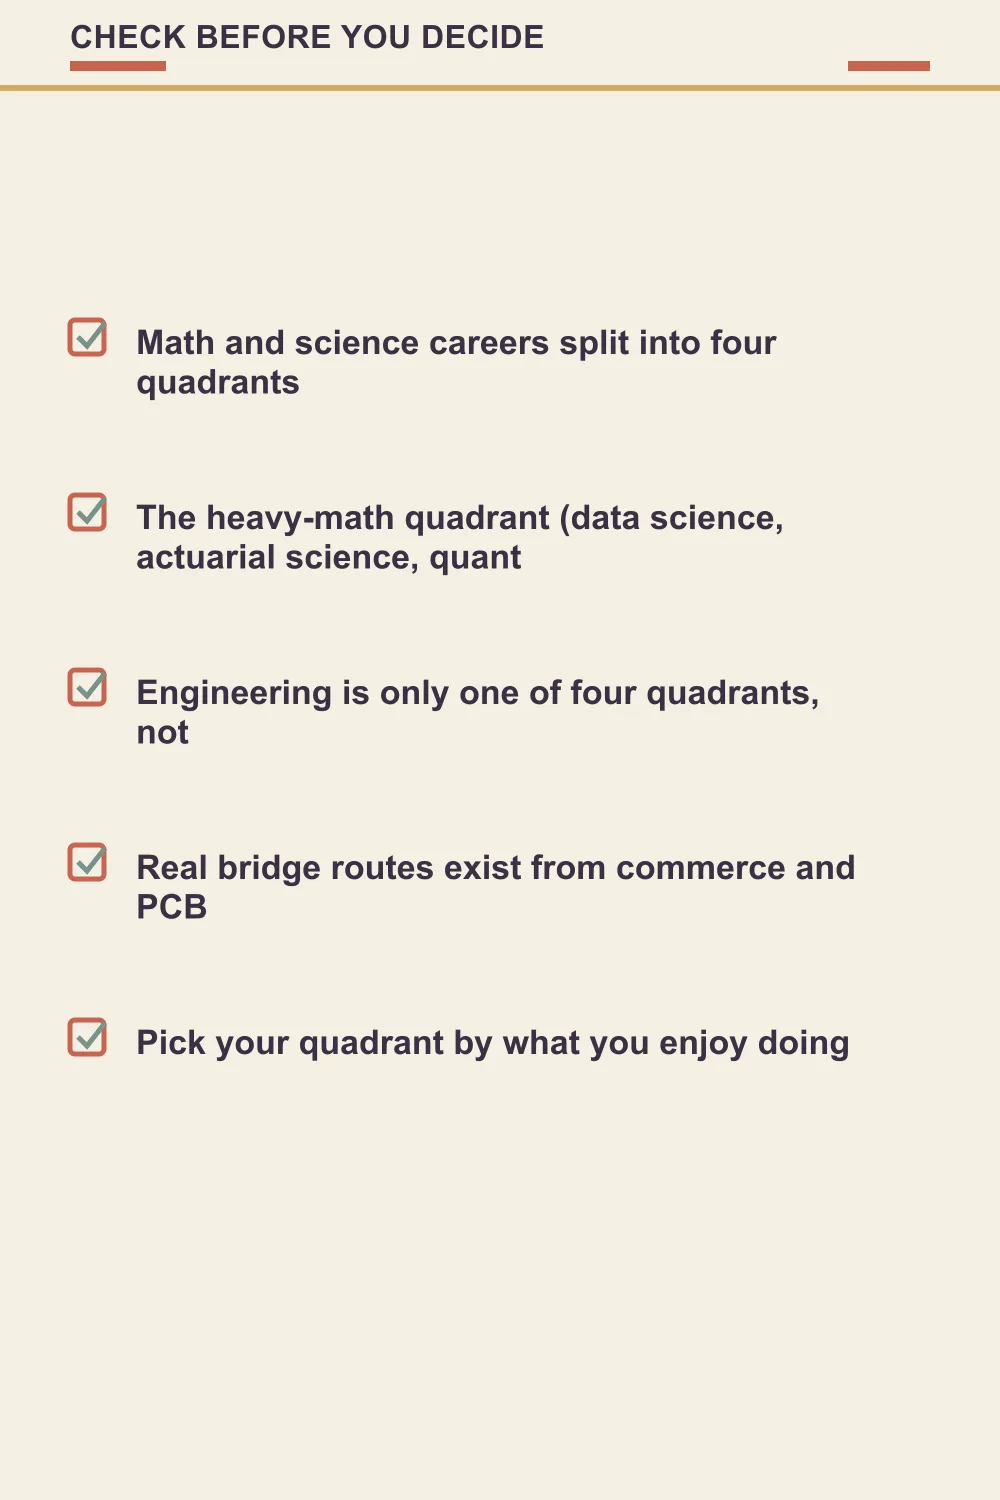 CHECK BEFORE YOU DECIDE
Math and science careers split into four
quadrants
The heavy-math quadrant (data science,
actuarial science, quant
Engineering is only one of four quadrants,
not
Real bridge routes exist from commerce and
PCB
Pick your quadrant by what you enjoy doing